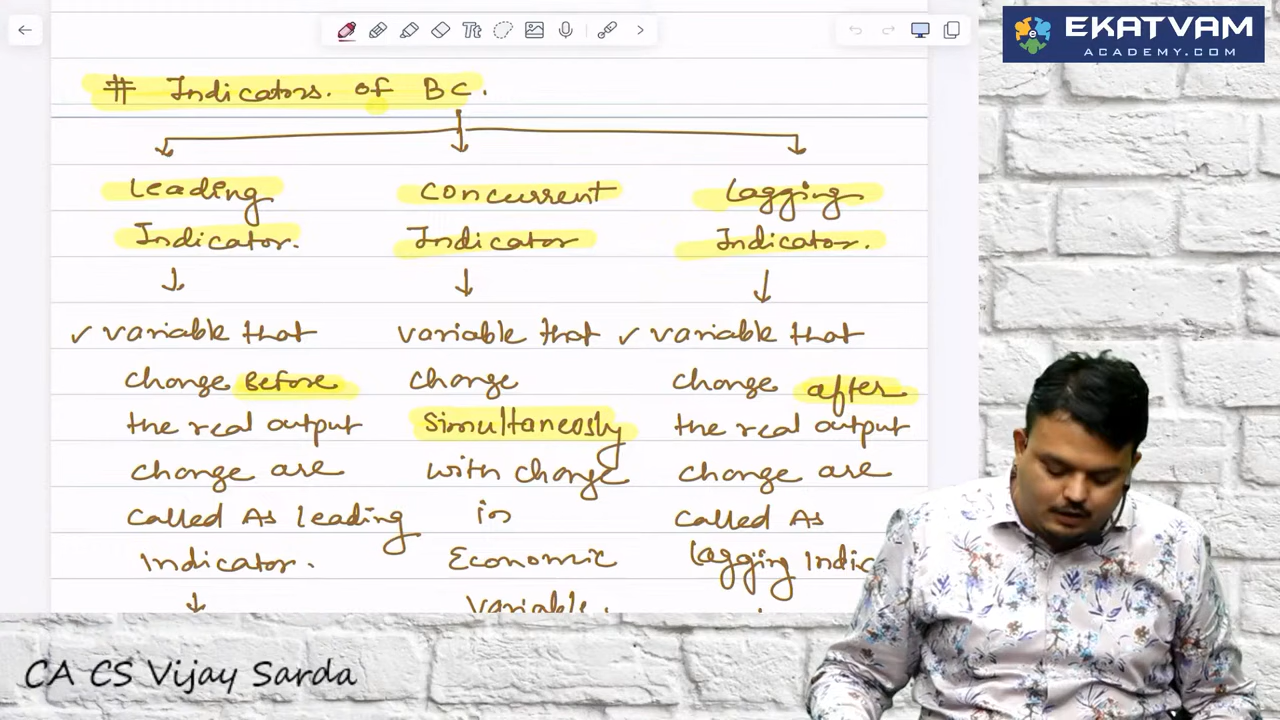 EKATVAM
ACADEMY.COM
# Indicators. of BC.
Leading
Indicator.
Concurrent
Indicator
Lagging
Indicator.
✓ variable that
change Before
the real output
change are
Called As leading
Indicator.
variable that
change
Simultaneosly
with change
in
Economic
variable.
✓ variable that
change after
the real output
change are
Called As
lagging Indic
CA CS Vijay Sarda